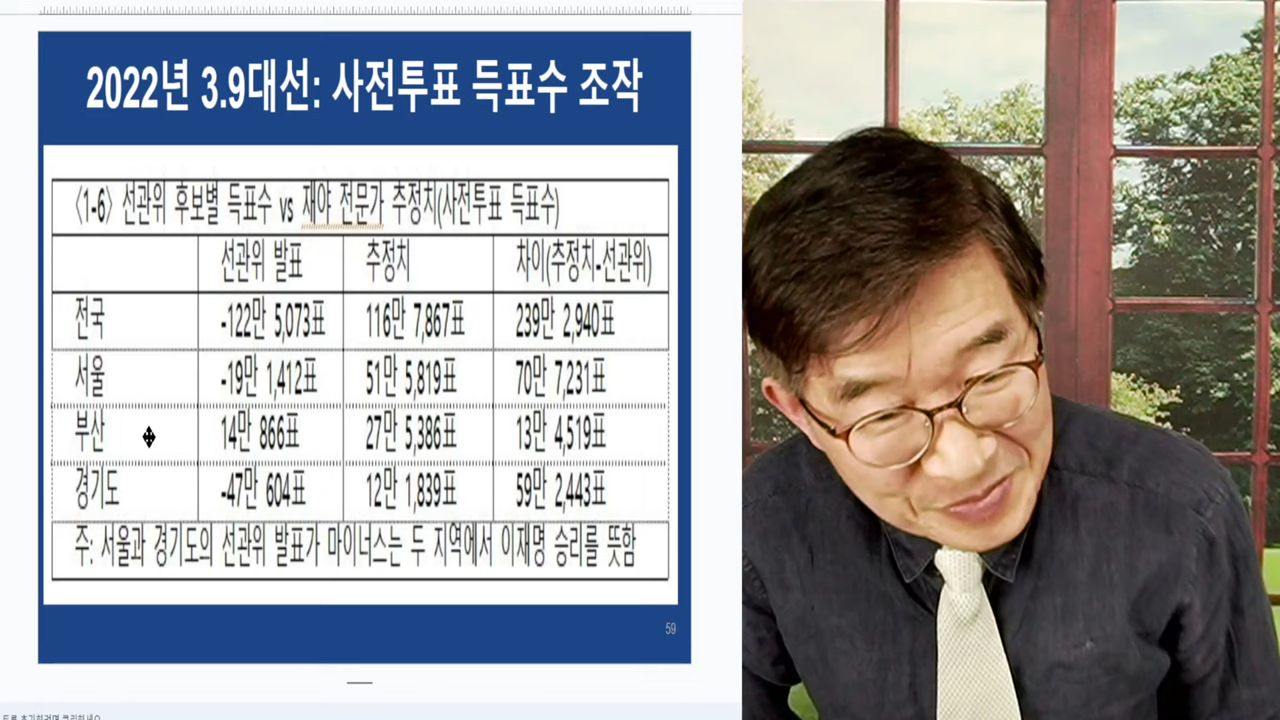 2022년 3.9대선: 사전투표 득표수 조작
<1-6> 선관위 후보별 득표수 vs 재야 전문가 추정치(사전투표 득표수)
선관위 발표 추정치 차이(추정치-선관위)
전국 -122만 5,073표 116만 7,867표 239만 2,940표
서울 -19만 1,412표 51만 5,819표 70만 7,231표
부산 14만 866표 27만 5,386표 13만 4,519표
경기도 -47만 604표 12만 1,839표 59만 2,443표
주: 서울과 경기도의 선관위 발표가 마이너스는 두 지역에서 이재명 승리를 뜻함
59